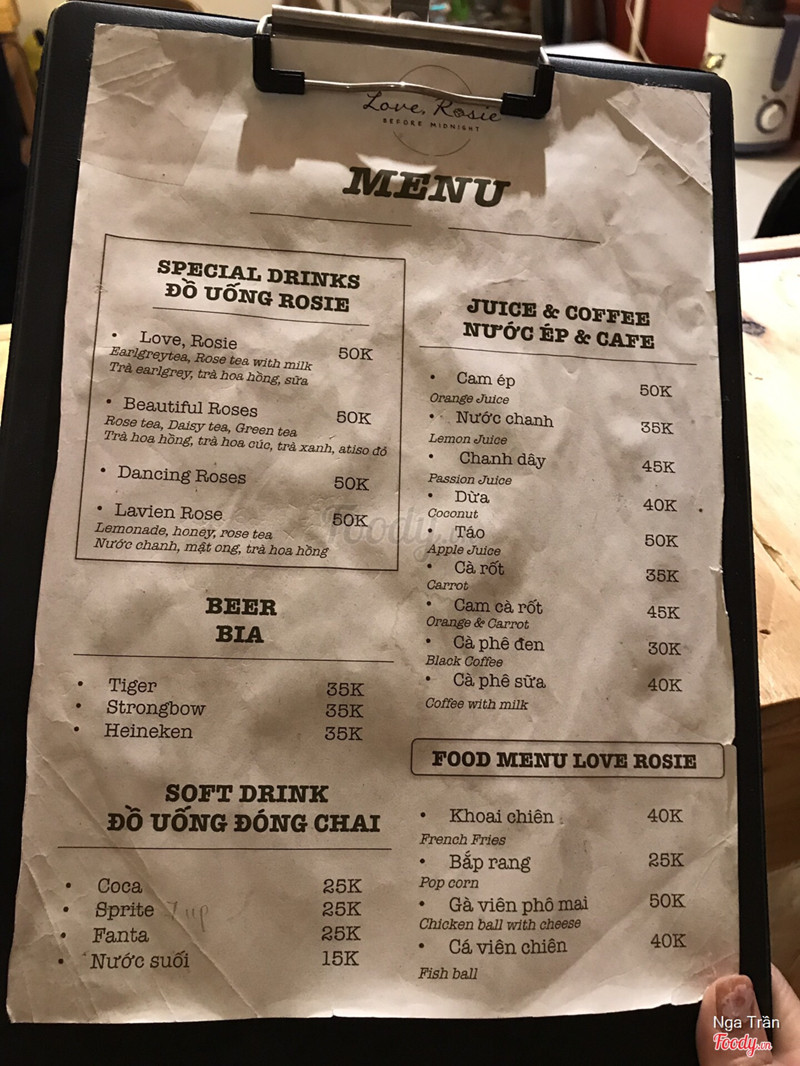 Love, Rosie
BEFORE MIDNIGHT
MENU
SPECIAL DRINKS
ĐỒ UỐNG ROSIE
• Love, Rosie 50K
Earlgreytea, Rose tea with milk
Trà earlgrey, trà hoa hồng, sữa
• Beautiful Roses 50K
Rose tea, Daisy tea, Green tea
Trà hoa hồng, trà hoa cúc, trà xanh, atiso đỏ
• Dancing Roses 50K
• Lavien Rose 50K
Lemonade, honey, rose tea
Nước chanh, mật ong, trà hoa hồng
BEER
BIA
• Tiger 35K
• Strongbow 35K
• Heineken 35K
SOFT DRINK
ĐỒ UỐNG ĐÓNG CHAI
• Coca 25K
• Sprite 7up 25K
• Fanta 25K
• Nước suối 15K
JUICE & COFFEE
NƯỚC ÉP & CAFE
• Cam ép 50K
Orange Juice
• Nước chanh 35K
Lemon Juice
• Chanh dây 45K
Passion Juice
• Dừa 40K
Coconut
• Táo 50K
Apple Juice
• Cà rốt 35K
Carrot
• Cam cà rốt 45K
Orange & Carrot
• Cà phê đen 30K
Black Coffee
• Cà phê sữa 40K
Coffee with milk
FOOD MENU LOVE ROSIE
• Khoai chiên 40K
French Fries
• Bắp rang 25K
Pop corn
• Gà viên phô mai 50K
Chicken ball with cheese
• Cá viên chiên 40K
Fish ball
Foody.vn
Nga Trần
Foody.vn